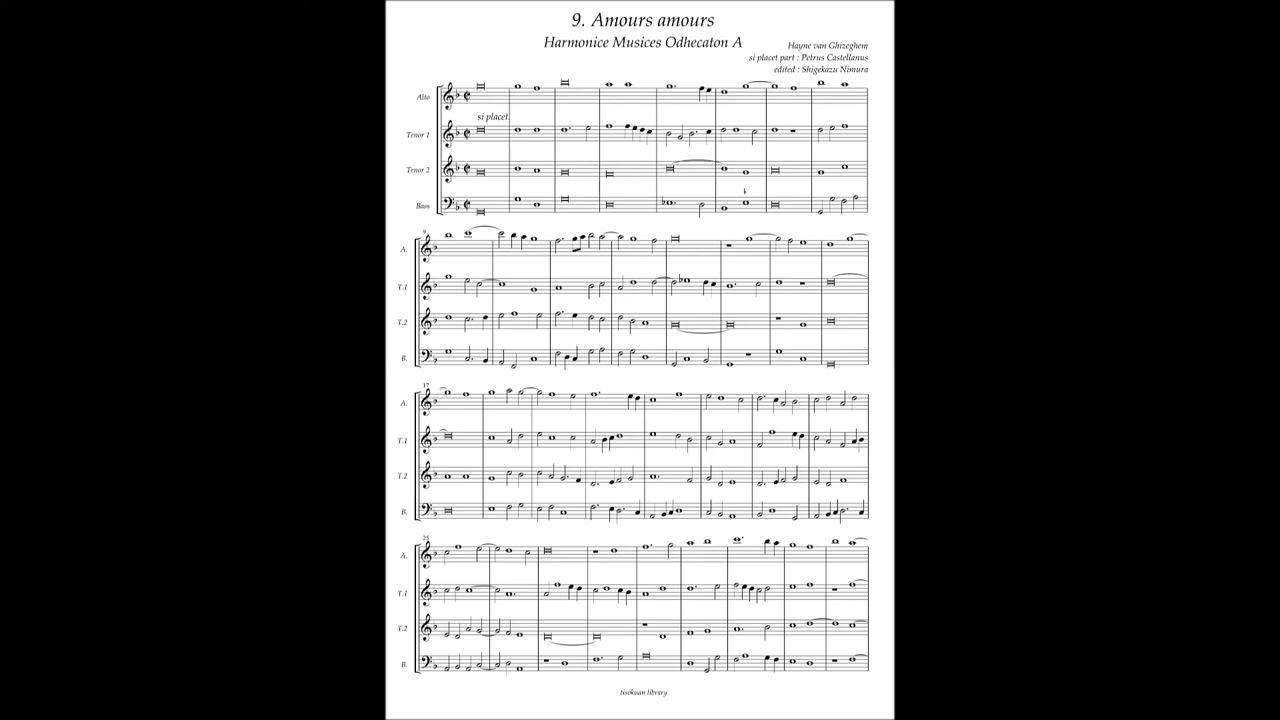 9. Amours amours
Harmonice Musices Odhecaton A
Hayne van Ghizeghem
si placet part : Petrus Castellanus
edited : Shigekazu Nimura
Alto
si placet.
Tenor 1
Tenor 2
Bass
9
A.
T.1
T.2
B.
17
A.
T.1
T.2
B.
25
A.
T.1
T.2
B.
tisokuan library